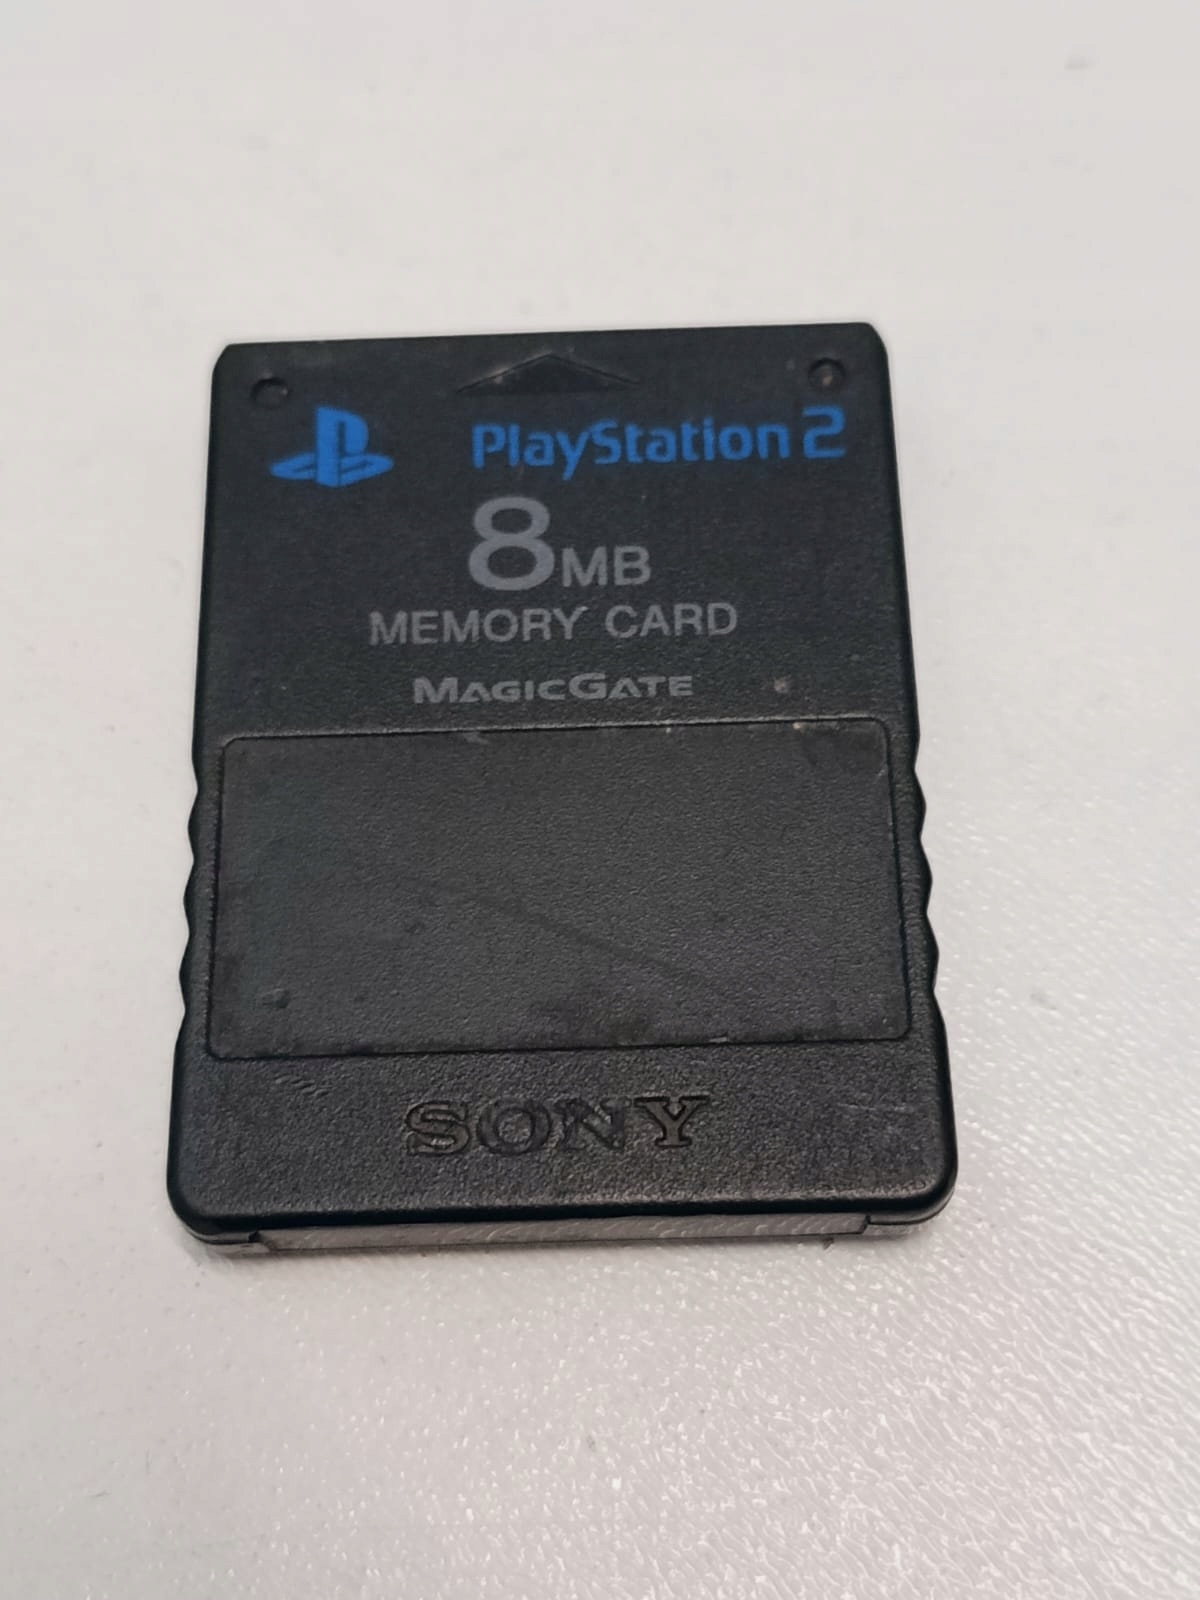 PlayStation 2
8MB
MEMORY CARD
MAGICGATE
SONY